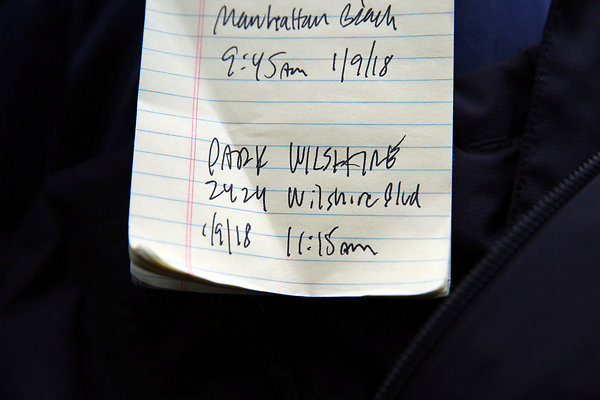 Manhattan Beach
9:45am 1/9/18
PARK WILSHIRE
2424 Wilshire Blvd
1/9/18 11:15am